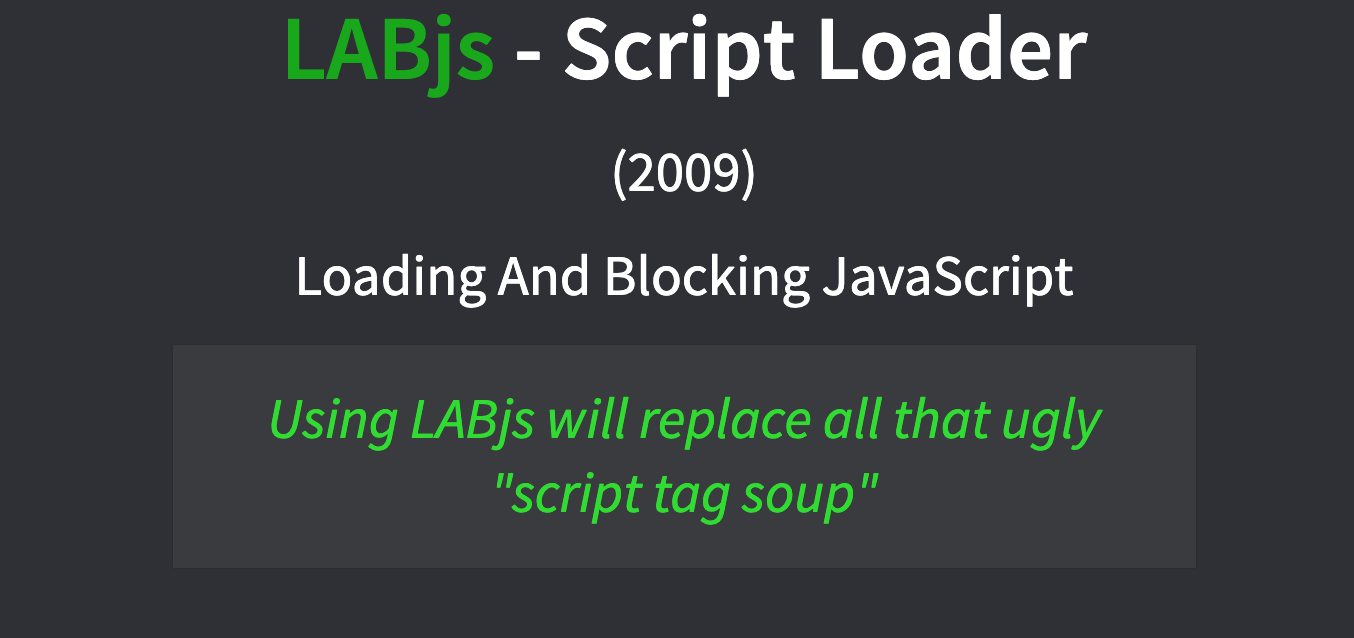 LABjs - Script Loader
(2009)
Loading And Blocking JavaScript
Using LABjs will replace all that ugly
"script tag soup"